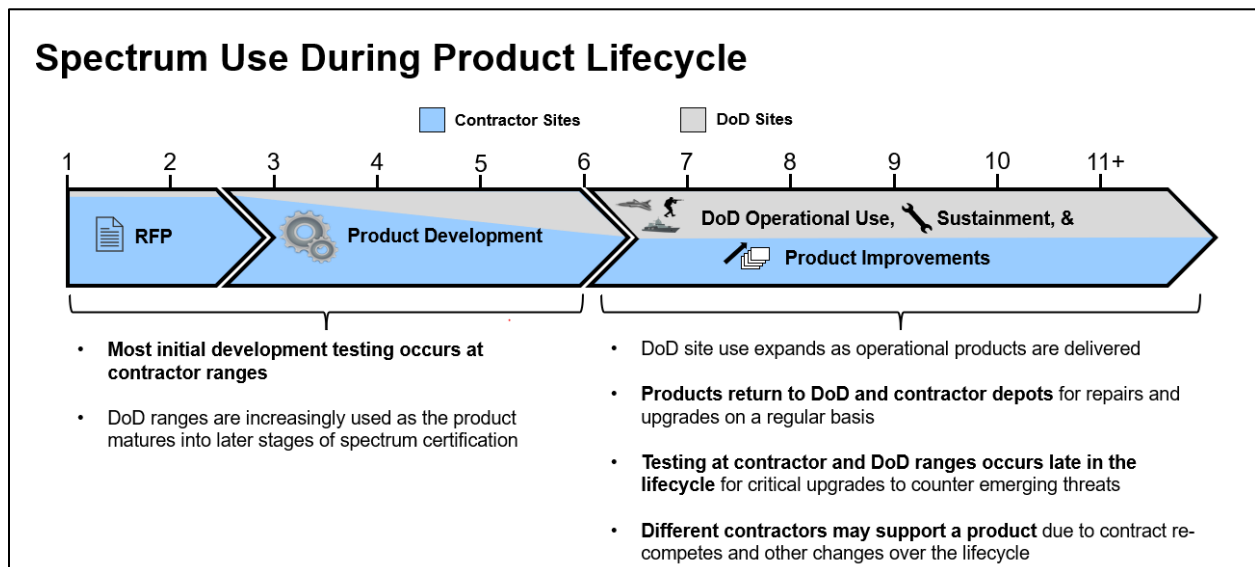 Spectrum Use During Product Lifecycle
Contractor Sites
DoD Sites
1 2 3 4 5 6 7 8 9 10 11+
RFP
Product Development
DoD Operational Use, Sustainment, &
Product Improvements
• Most initial development testing occurs at
contractor ranges
• DoD ranges are increasingly used as the product
matures into later stages of spectrum certification
• DoD site use expands as operational products are delivered
• Products return to DoD and contractor depots for repairs and
upgrades on a regular basis
• Testing at contractor and DoD ranges occurs late in the
lifecycle for critical upgrades to counter emerging threats
• Different contractors may support a product due to contract re-
competes and other changes over the lifecycle